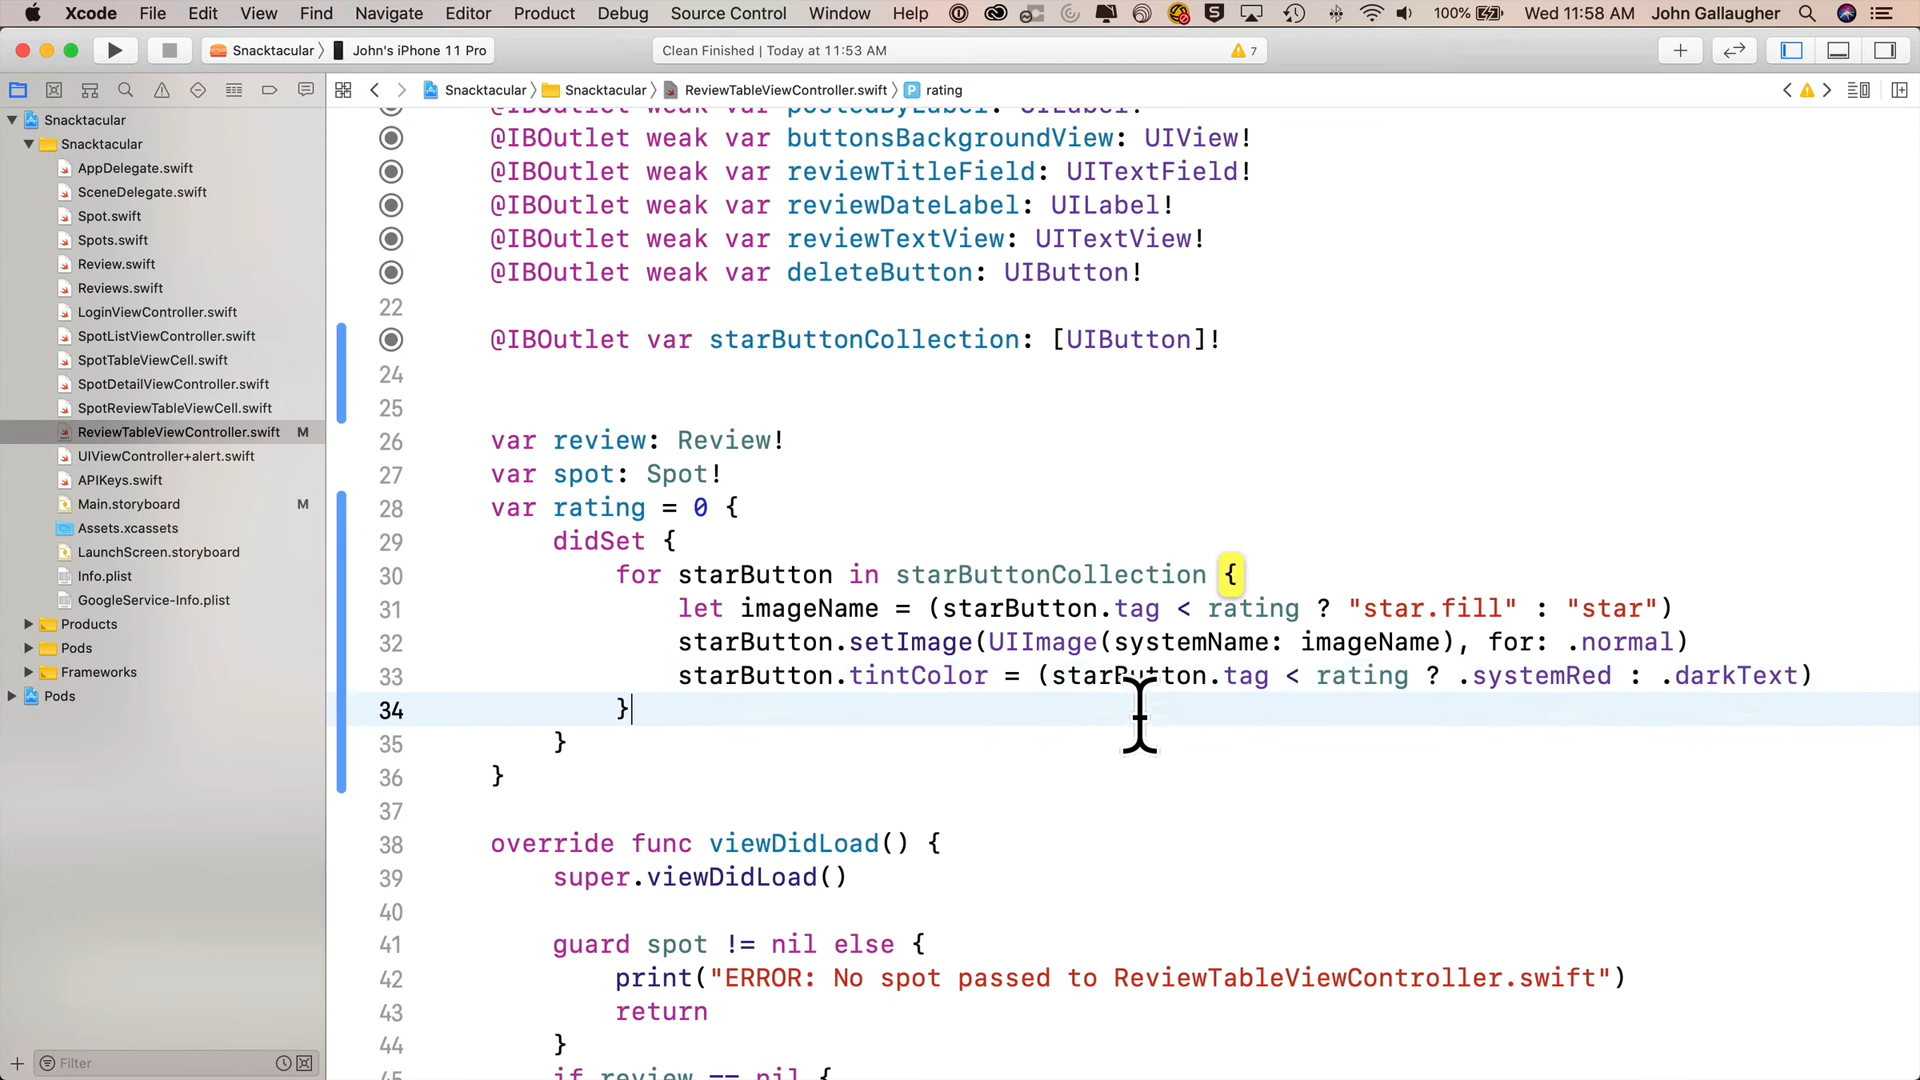 Xcode File Edit View Find Navigate Editor Product Debug Source Control Window Help 100% Wed 11:58 AM John Gallaugher
Snacktacular John's iPhone 11 Pro Clean Finished | Today at 11:53 AM 7
Snacktacular Snacktacular ReviewTableViewController.swift P rating
Snacktacular
Snacktacular
AppDelegate.swift
SceneDelegate.swift
Spot.swift
Spots.swift
Review.swift
Reviews.swift
LoginViewController.swift
SpotListViewController.swift
SpotTableViewCell.swift
SpotDetailViewController.swift
SpotReviewTableViewCell.swift
ReviewTableViewController.swift M
UIViewController+alert.swift
APIKeys.swift
Main.storyboard M
Assets.xcassets
LaunchScreen.storyboard
Info.plist
GoogleService-Info.plist
Products
Pods
Frameworks
Pods
Filter
@IBOutlet weak var postedByLabel: UILabel!
@IBOutlet weak var buttonsBackgroundView: UIView!
@IBOutlet weak var reviewTitleField: UITextField!
@IBOutlet weak var reviewDateLabel: UILabel!
@IBOutlet weak var reviewTextView: UITextView!
@IBOutlet weak var deleteButton: UIButton!
22
@IBOutlet var starButtonCollection: [UIButton]!
24
25
26 var review: Review!
27 var spot: Spot!
28 var rating = 0 {
29 didSet {
30 for starButton in starButtonCollection {
31 let imageName = (starButton.tag < rating ? "star.fill" : "star")
32 starButton.setImage(UIImage(systemName: imageName), for: .normal)
33 starButton.tintColor = (starButton.tag < rating ? .systemRed : .darkText)
34 }
35 }
36 }
37
38 override func viewDidLoad() {
39 super.viewDidLoad()
40
41 guard spot != nil else {
42 print("ERROR: No spot passed to ReviewTableViewController.swift")
43 return
44 }
45 if review == nil {